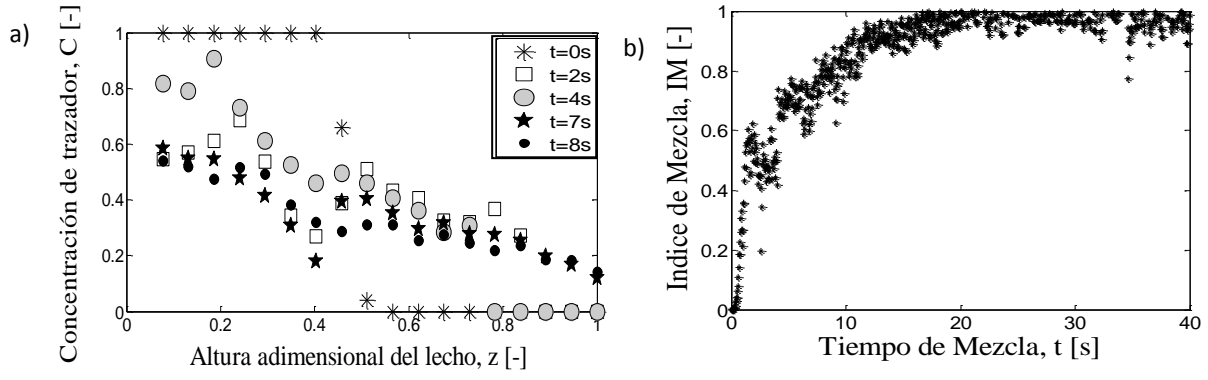 a)
Concentración de trazador, C [-]
1
0.8
0.6
0.4
0.2
0
0
0.2
0.4
0.6
0.8
1
Altura adimensional del lecho, z [-]
t=0s
t=2s
t=4s
t=7s
t=8s
b)
Indice de Mezcla, IM [-]
1
0.8
0.6
0.4
0.2
0
0
10
20
30
40
Tiempo de Mezcla, t [s]